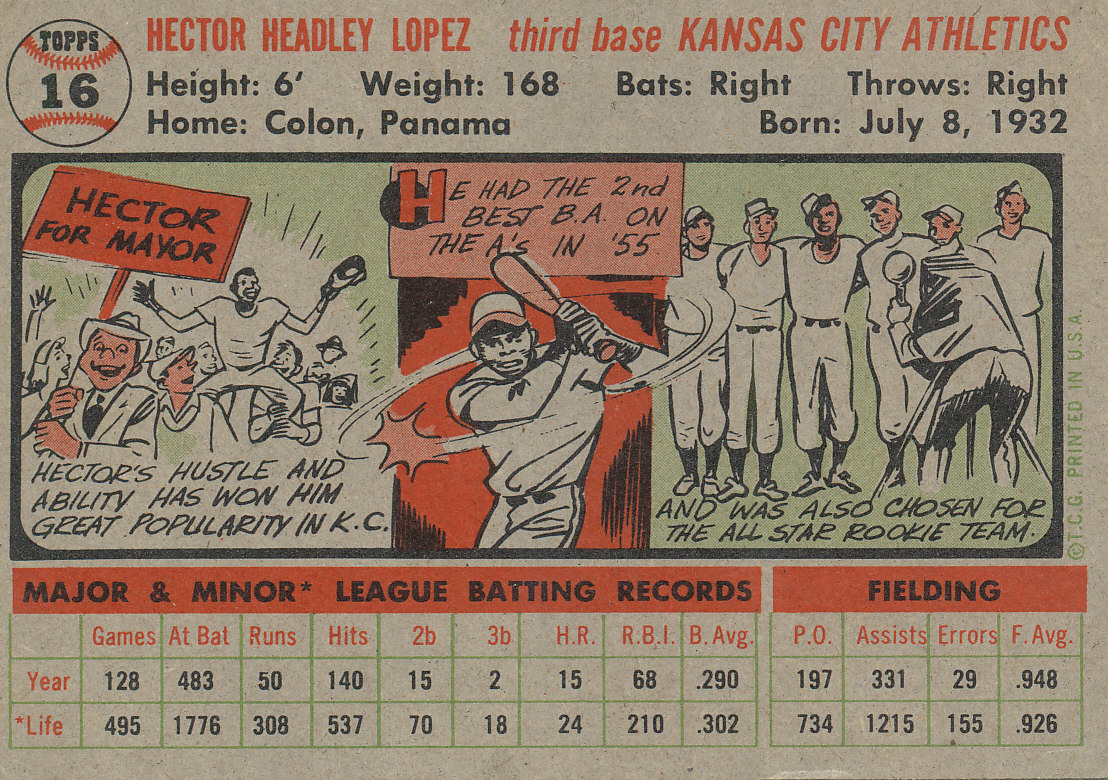 TOPPS
16
HECTOR HEADLEY LOPEZ third base KANSAS CITY ATHLETICS
Height: 6' Weight: 168 Bats: Right Throws: Right
Home: Colon, Panama Born: July 8, 1932
HECTOR
FOR MAYOR
HECTOR'S HUSTLE AND
ABILITY HAS WON HIM
GREAT POPULARITY IN K.C.
HE HAD THE 2nd
BEST B.A. ON
THE A's IN '55
AND WAS ALSO CHOSEN FOR
THE ALL STAR ROOKIE TEAM.
©T.C.G. PRINTED IN U.S.A.
MAJOR & MINOR* LEAGUE BATTING RECORDS FIELDING
Games At Bat Runs Hits 2b 3b H.R. R.B.I. B. Avg. P.O. Assists Errors F. Avg.
Year 128 483 50 140 15 2 15 68 .290 197 331 29 .948
*Life 495 1776 308 537 70 18 24 210 .302 734 1215 155 .926